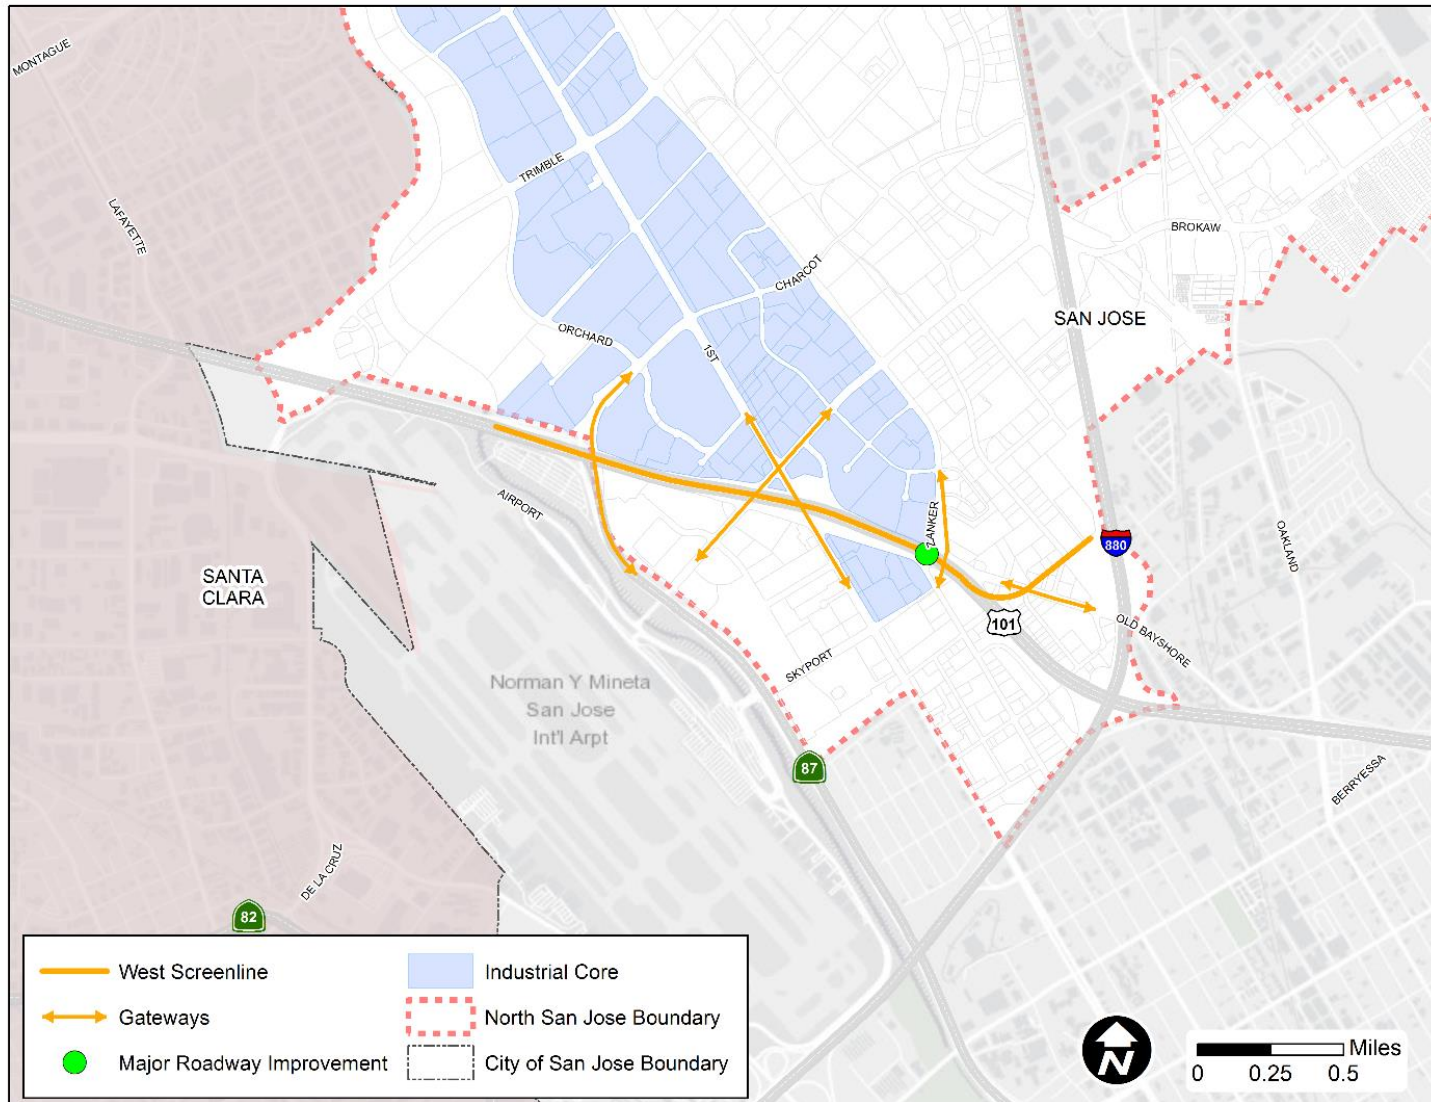 MONTAGUE
LAFAYETTE
TRIMBLE
BROKAW
CHARCOT
SAN JOSE
ORCHARD
1ST
AIRPORT
ZANKER
880
OAKLAND
SANTA
CLARA
101
OLD BAYSHORE
SKYPORT
Norman Y Mineta
San Jose
Int'l Arpt
87
BERRYESSA
DE LA CRUZ
82
West Screenline
Industrial Core
Gateways
North San Jose Boundary
Major Roadway Improvement
City of San Jose Boundary
N
Miles
0 0.25 0.5